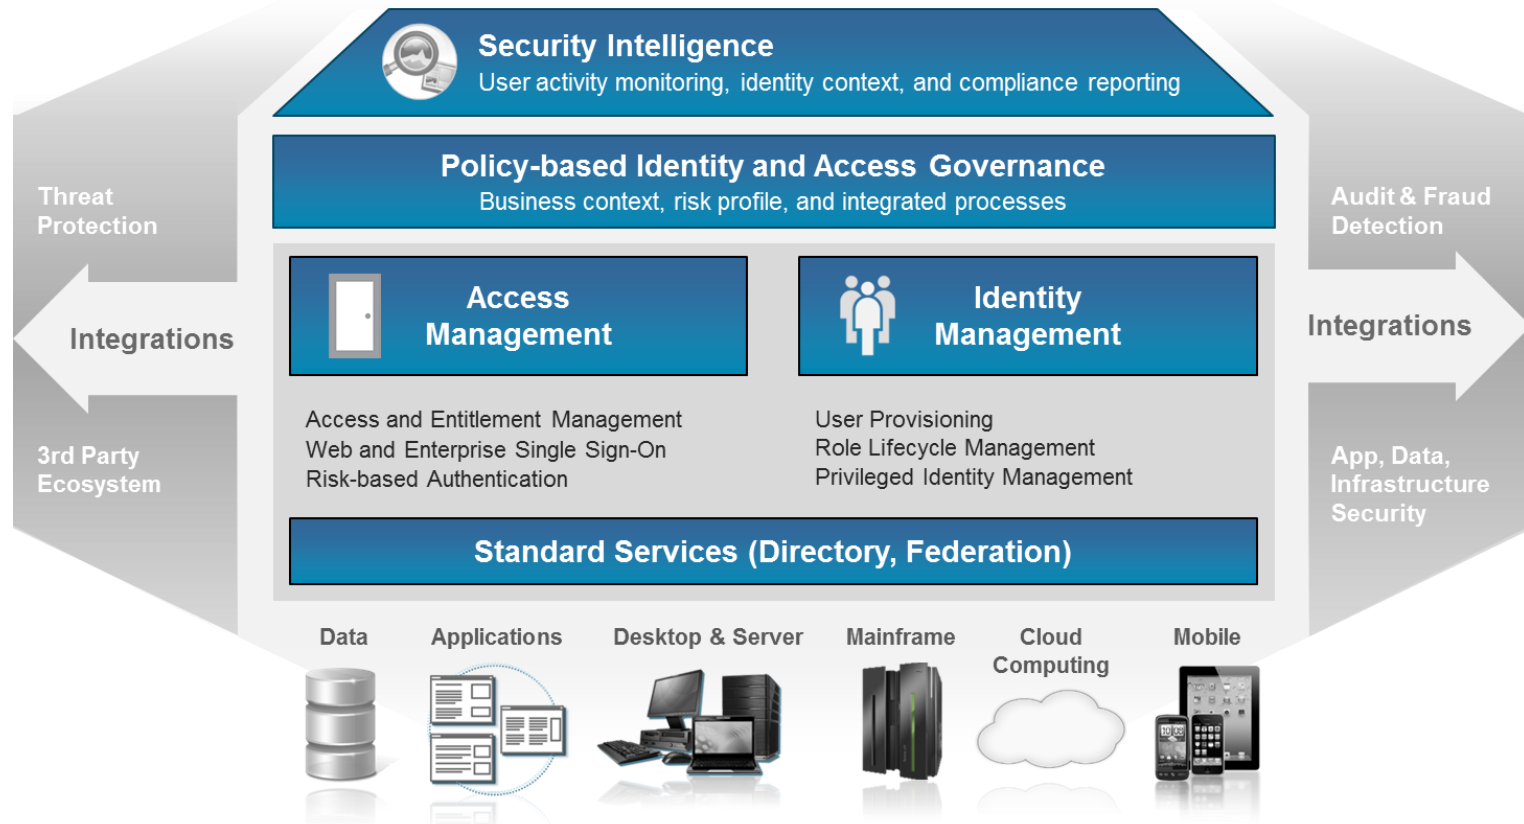 Security Intelligence
User activity monitoring, identity context, and compliance reporting
Policy-based Identity and Access Governance
Business context, risk profile, and integrated processes
Threat
Protection
Integrations
3rd Party
Ecosystem
Access
Management
Access and Entitlement Management
Web and Enterprise Single Sign-On
Risk-based Authentication
Identity
Management
User Provisioning
Role Lifecycle Management
Privileged Identity Management
Audit & Fraud
Detection
Integrations
App, Data,
Infrastructure
Security
Standard Services (Directory, Federation)
Data
Applications
Desktop & Server
Mainframe
Cloud
Computing
Mobile